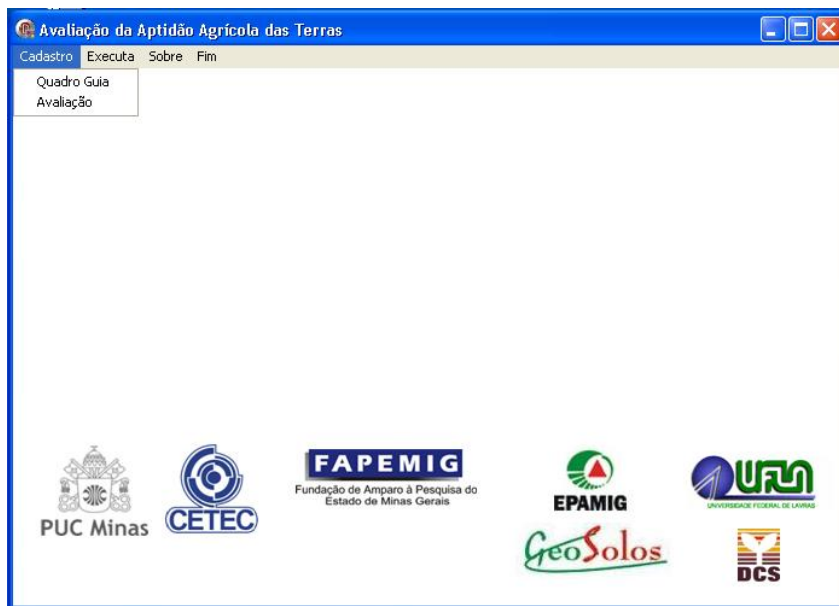 Avaliação da Aptidão Agrícola das Terras
Cadastro Executa Sobre Fim
Quadro Guia
Avaliação
PUC Minas
CETEC
FAPEMIG
Fundação de Amparo à Pesquisa do
Estado de Minas Gerais
EPAMIG
UFLA
UNIVERSIDADE FEDERAL DE LAVRAS
GeoSolos
DCS